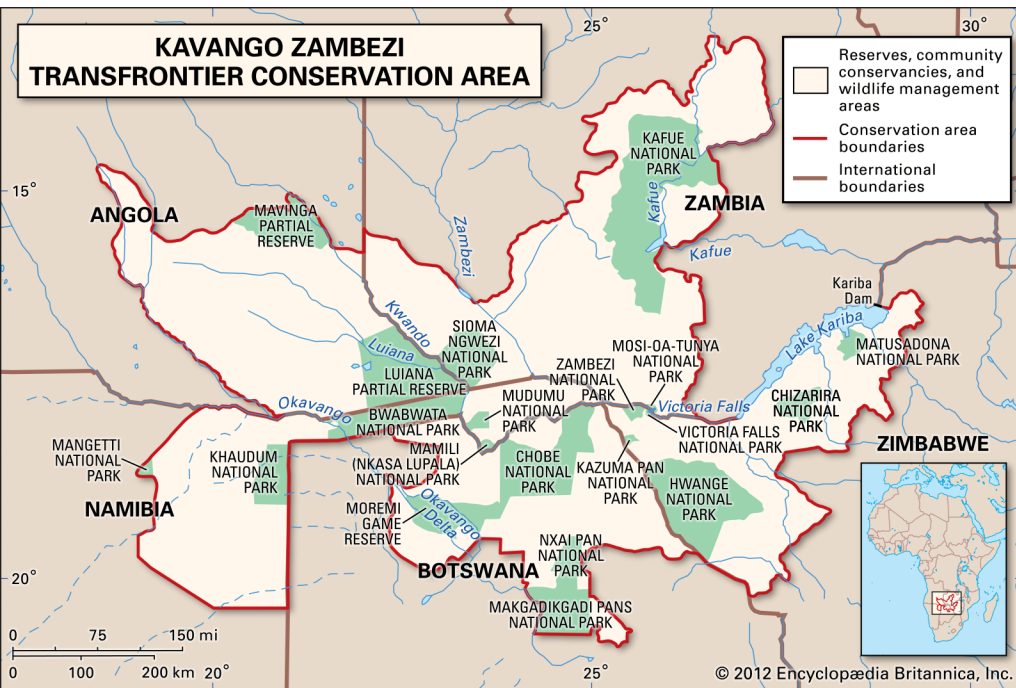 KAVANGO ZAMBEZI
TRANSFRONTIER CONSERVATION AREA
25°
30°
Reserves, community
conservancies, and
wildlife management
areas
Conservation area
boundaries
International
boundaries
15°
ANGOLA
MAVINGA
PARTIAL
RESERVE
Zambezi
KAFUE
NATIONAL
PARK
Kafue
ZAMBIA
Kafue
Kariba
Dam
Lake Kariba
MATUSADONA
NATIONAL PARK
Kwando
Luiana
LUIANA
PARTIAL RESERVE
SIOMA
NGWEZI
NATIONAL
PARK
MOSI-OA-TUNYA
NATIONAL
PARK
ZAMBEZI
NATIONAL
PARK
MUDUMU
NATIONAL
PARK
Victoria Falls
VICTORIA FALLS
NATIONAL PARK
CHIZARIRA
NATIONAL
PARK
ZIMBABWE
Okavango
BWABWATA
NATIONAL PARK
MAMILI
(NKASA LUPALA)
NATIONAL PARK
MANGETTI
NATIONAL
PARK
KHAUDUM
NATIONAL
PARK
NAMIBIA
CHOBE
NATIONAL
PARK
KAZUMA PAN
NATIONAL
PARK
HWANGE
NATIONAL
PARK
MOREMI
GAME
RESERVE
Okavango
Delta
BOTSWANA
NXAI PAN
NATIONAL
PARK
MAKGADIKGADI PANS
NATIONAL PARK
20°
0 75 150 mi
0 100 200 km
20°
25°
© 2012 Encyclopædia Britannica, Inc.